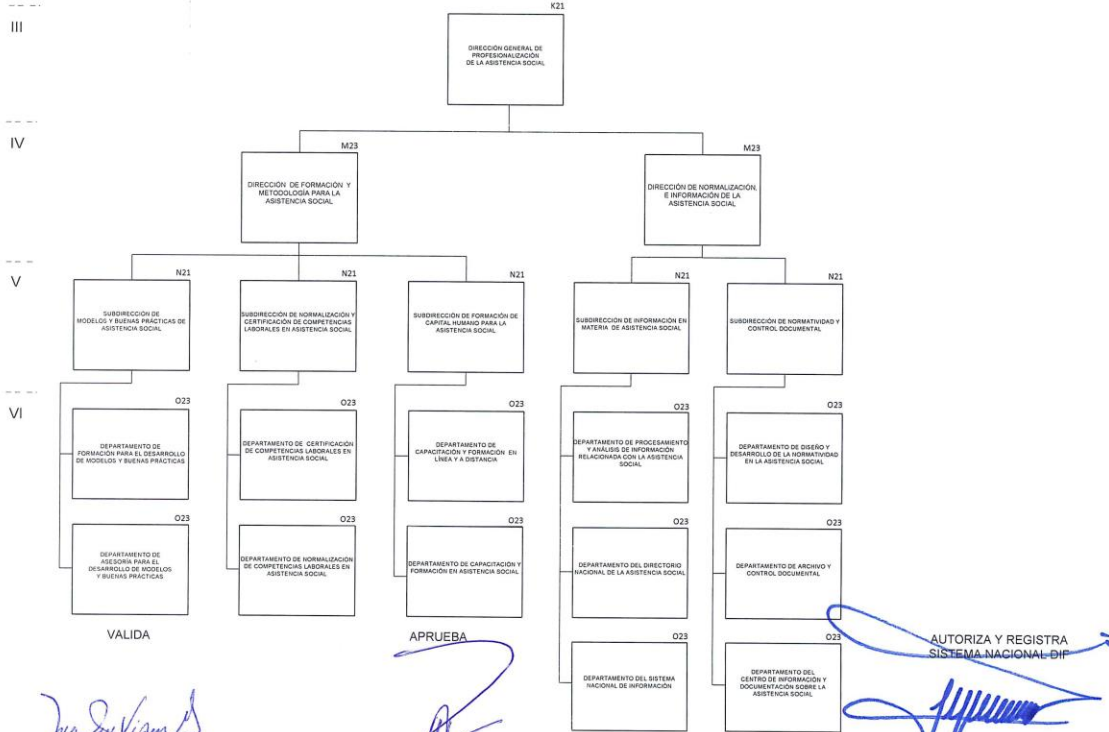 III
K21
DIRECCIÓN GENERAL DE
PROFESIONALIZACIÓN
DE LA ASISTENCIA SOCIAL
IV
M23
DIRECCIÓN DE FORMACIÓN Y
METODOLOGÍA PARA LA
ASISTENCIA SOCIAL
M23
DIRECCIÓN DE NORMALIZACIÓN,
E INFORMACIÓN DE LA
ASISTENCIA SOCIAL
V
N21
SUBDIRECCIÓN DE
MODELOS Y BUENAS PRÁCTICAS DE
ASISTENCIA SOCIAL
N21
SUBDIRECCIÓN DE NORMALIZACIÓN Y
CERTIFICACIÓN DE COMPETENCIAS
LABORALES EN ASISTENCIA SOCIAL
N21
SUBDIRECCIÓN DE FORMACIÓN DE
CAPITAL HUMANO PARA LA
ASISTENCIA SOCIAL
N21
SUBDIRECCIÓN DE INFORMACIÓN EN
MATERIA DE ASISTENCIA SOCIAL
N21
SUBDIRECCIÓN DE NORMATIVIDAD Y
CONTROL DOCUMENTAL
VI
O23
DEPARTAMENTO DE
FORMACIÓN PARA EL DESARROLLO
DE MODELOS Y BUENAS PRÁCTICAS
O23
DEPARTAMENTO DE CERTIFICACIÓN
DE COMPETENCIAS LABORALES EN
ASISTENCIA SOCIAL
O23
DEPARTAMENTO DE
CAPACITACIÓN Y FORMACIÓN EN
LÍNEA Y A DISTANCIA
O23
DEPARTAMENTO DE PROCESAMIENTO
Y ANÁLISIS DE INFORMACIÓN
RELACIONADA CON LA ASISTENCIA
SOCIAL
O23
DEPARTAMENTO DE DISEÑO Y
DESARROLLO DE LA NORMATIVIDAD
EN LA ASISTENCIA SOCIAL
O23
DEPARTAMENTO DE
ASESORÍA PARA EL
DESARROLLO DE MODELOS
Y BUENAS PRÁCTICAS
O23
DEPARTAMENTO DE NORMALIZACIÓN
DE COMPETENCIAS LABORALES EN
ASISTENCIA SOCIAL
O23
DEPARTAMENTO DE CAPACITACIÓN Y
FORMACIÓN EN ASISTENCIA SOCIAL
O23
DEPARTAMENTO DEL DIRECTORIO
NACIONAL DE LA ASISTENCIA SOCIAL
O23
DEPARTAMENTO DE ARCHIVO Y
CONTROL DOCUMENTAL
O23
DEPARTAMENTO DEL SISTEMA
NACIONAL DE INFORMACIÓN
O23
DEPARTAMENTO DEL
CENTRO DE INFORMACIÓN Y
DOCUMENTACIÓN SOBRE LA
ASISTENCIA SOCIAL
VALIDA
APRUEBA
AUTORIZA Y REGISTRA
SISTEMA NACIONAL DIF